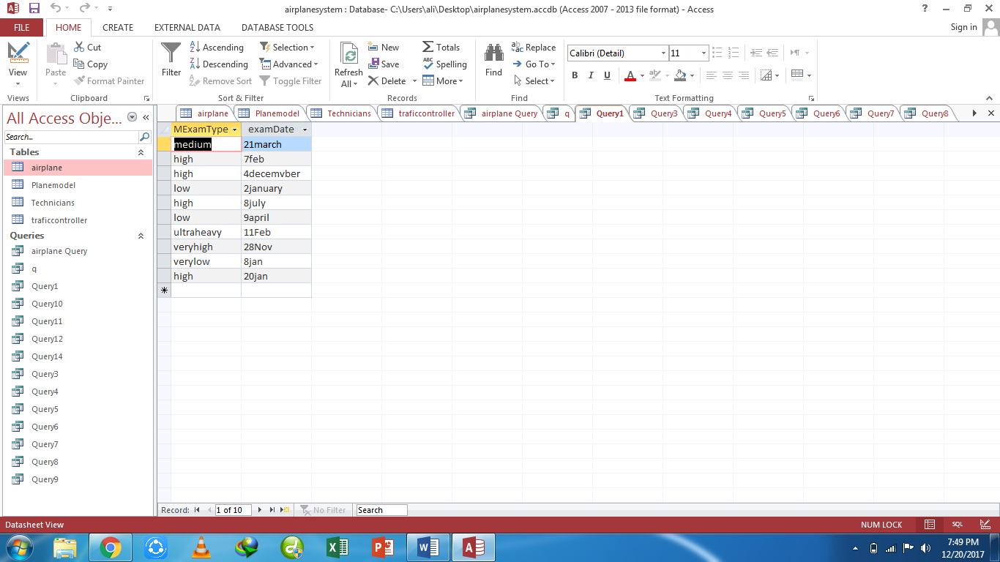 airplanesystem : Database- C:\Users\ali\Desktop\airplanesystem.accdb (Access 2007 - 2013 file format) - Access
FILE HOME CREATE EXTERNAL DATA DATABASE TOOLS Sign in
View
Views
Paste
Cut
Copy
Format Painter
Clipboard
Filter
Ascending
Descending
Remove Sort
Selection
Advanced
Toggle Filter
Sort & Filter
Refresh
All
New
Save
Delete
Totals
Spelling
More
Records
Find
Replace
Go To
Select
Find
Calibri (Detail) 11
B I U A
Text Formatting
All Access Obje...
Search...
Tables
airplane
Planemodel
Technicians
traficcontroller
Queries
airplane Query
q
Query1
Query10
Query11
Query12
Query14
Query3
Query4
Query5
Query6
Query7
Query8
Query9
airplane Planemodel Technicians traficcontroller airplane Query q Query1 Query3 Query4 Query5 Query6 Query7 Query8
MExamType examDate
medium 21march
high 7feb
high 4decemvber
low 2january
high 8july
low 9april
ultraheavy 11Feb
veryhigh 28Nov
verylow 8jan
high 20jan
Record: 1 of 10 No Filter Search
Datasheet View NUM LOCK SQL
7:49 PM
12/20/2017